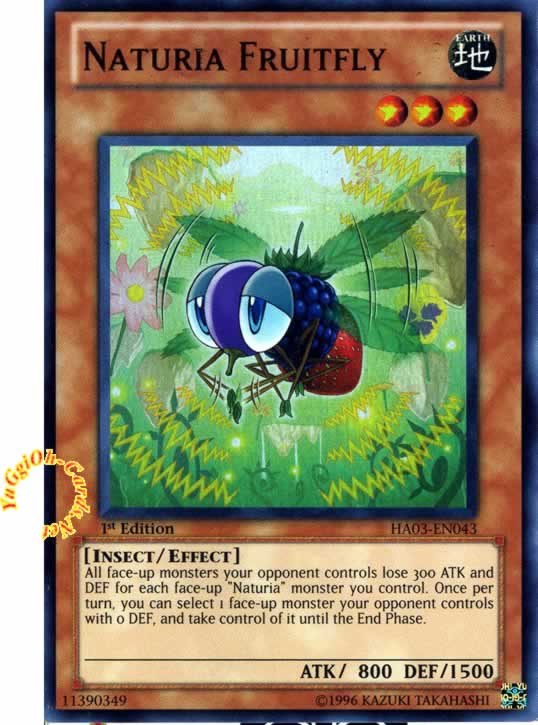 NATURIA FRUITFLY
EARTH
地
YuGgiOh-Cards.Net
1st Edition
HA03-EN043
[INSECT/EFFECT]
All face-up monsters your opponent controls lose 300 ATK and
DEF for each face-up "Naturia" monster you control. Once per
turn, you can select 1 face-up monster your opponent controls
with 0 DEF, and take control of it until the End Phase.
ATK/ 800 DEF/1500
11390349
©1996 KAZUKI TAKAHASHI